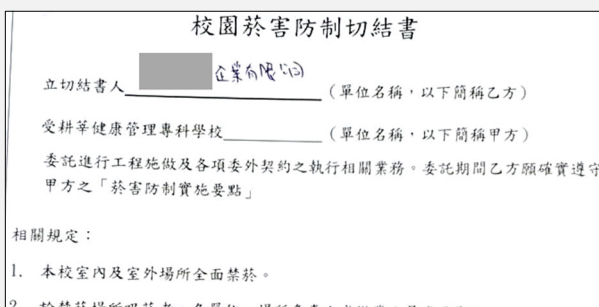 校園菸害防制切結書
立切結書人 企業有限公司 （單位名稱，以下簡稱乙方）
受耕莘健康管理專科學校 （單位名稱，以下簡稱甲方）
委託進行工程施做及各項委外契約之執行相關業務。委託期間乙方願確實遵守
甲方之「菸害防制實施要點」
相關規定：
1. 本校室內及室外場所全面禁菸。
2.